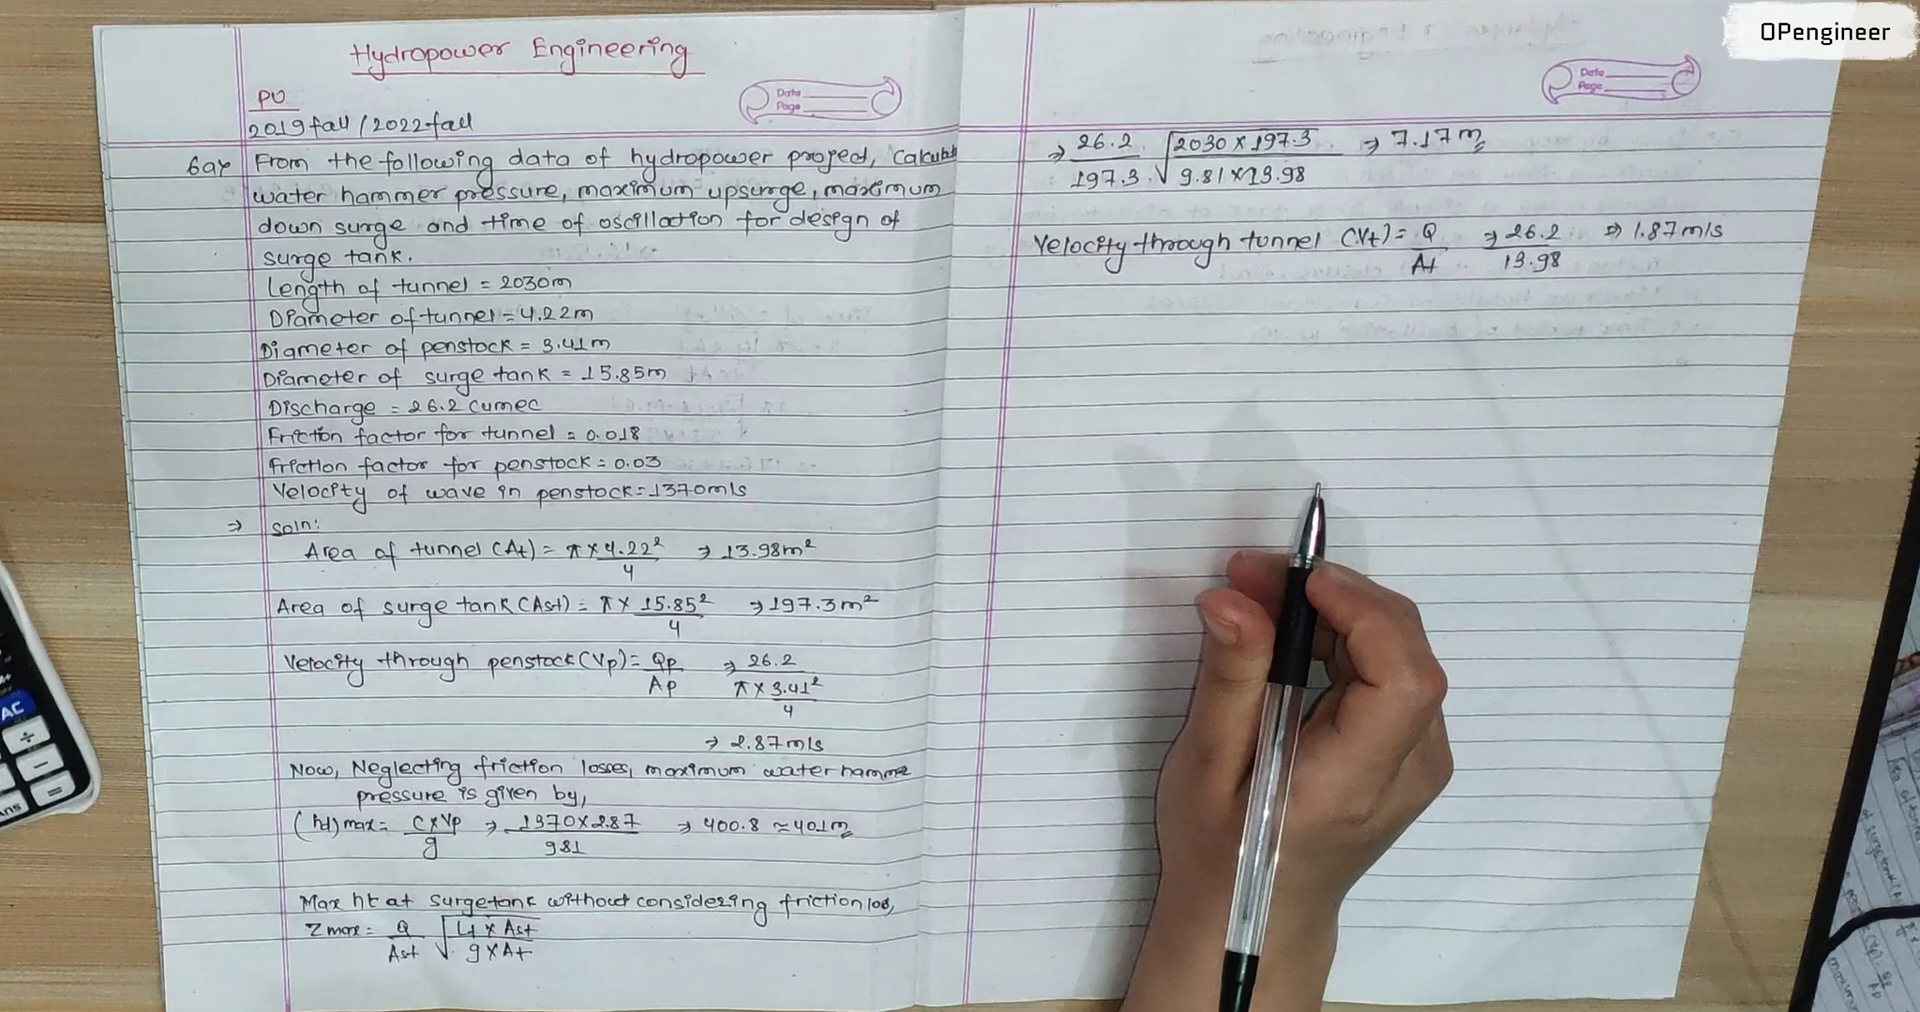 OPengineer
Hydropower Engineering
Date
Page
PU
2019 fall / 2022 fall
6a> From the following data of hydropower project, Calculate
water hammer pressure, maximum upsurge, maximum
down surge and time of oscillation for design of
surge tank.
Length of tunnel = 2030m
Diameter of tunnel = 4.22m
Diameter of penstock = 3.41m
Diameter of surge tank = 15.85m
Discharge = 26.2 Cumec
Friction factor for tunnel = 0.018
Friction factor for penstock = 0.03
Velocity of wave in penstock = 1370m/s
⇒ Soln:
Area of tunnel (At) = π × 4.22² / 4 ⇒ 13.98m²
Area of surge tank (Ast) = π × 15.85² / 4 ⇒ 197.3m²
Velocity through penstock (Vp) = Qp / Ap ⇒ 26.2 / (π × 3.41² / 4)
⇒ 2.87m/s
Now, Neglecting friction losses, maximum water hammer
pressure is given by,
(hd) max = C×Vp / g ⇒ 1370×2.87 / 981 ⇒ 400.8 ≈ 401m
Max ht at surge tank without considering friction loss,
Z max = Q / Ast √(Lt × Ast / g×At)
Date
Page
⇒ 26.2 / 197.3 √(2030 × 197.3 / 9.81 × 13.98) ⇒ 7.17m
Velocity through tunnel (Vt) = Q / At ⇒ 26.2 / 13.98 ⇒ 1.87m/s
AC
÷
−
=
Ans